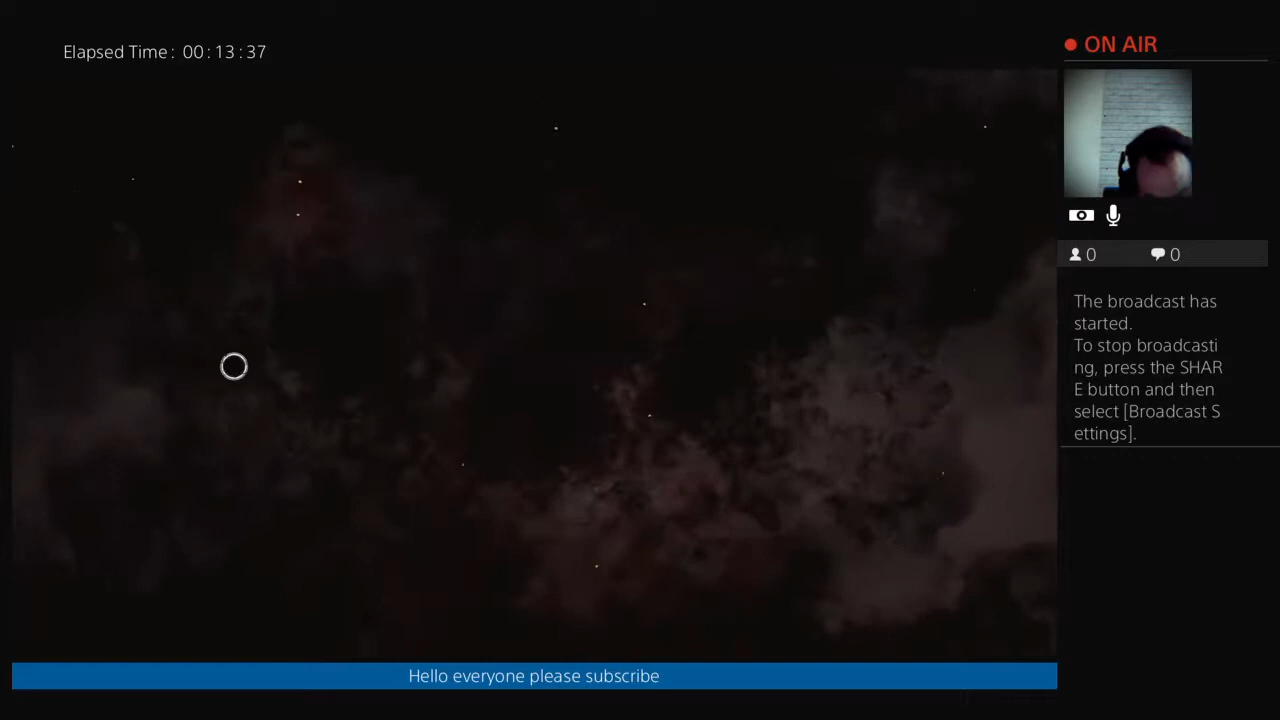 Elapsed Time: 00:13:37
ON AIR
0 0
The broadcast has
started.
To stop broadcasti
ng, press the SHAR
E button and then
select [Broadcast S
ettings].
Hello everyone please subscribe